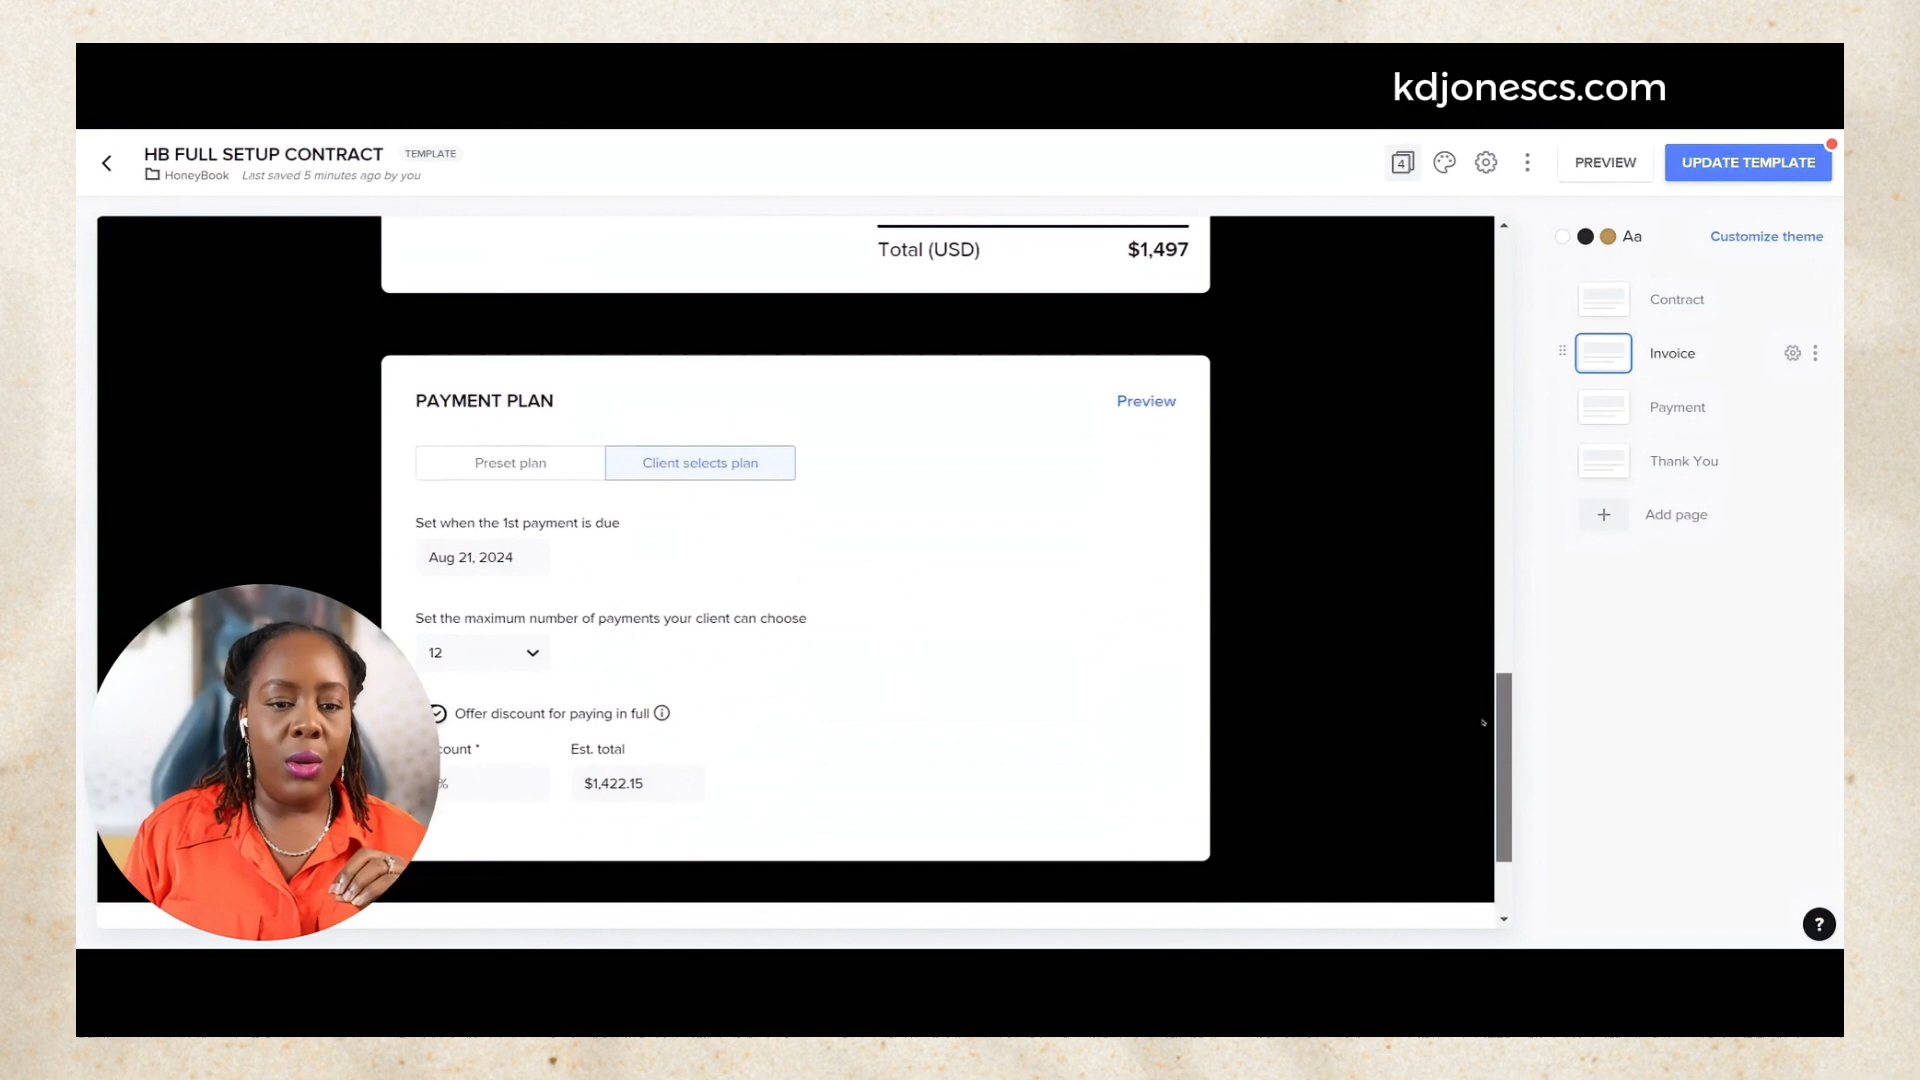 kdjonescs.com
HB FULL SETUP CONTRACT TEMPLATE
HoneyBook Last saved 5 minutes ago by you
4
PREVIEW
UPDATE TEMPLATE
Total (USD) $1,497
Aa
Customize theme
Contract
Invoice
Payment
Thank You
+ Add page
PAYMENT PLAN
Preview
Preset plan
Client selects plan
Set when the 1st payment is due
Aug 21, 2024
Set the maximum number of payments your client can choose
12
Offer discount for paying in full
count * Est. total
% $1,422.15
?